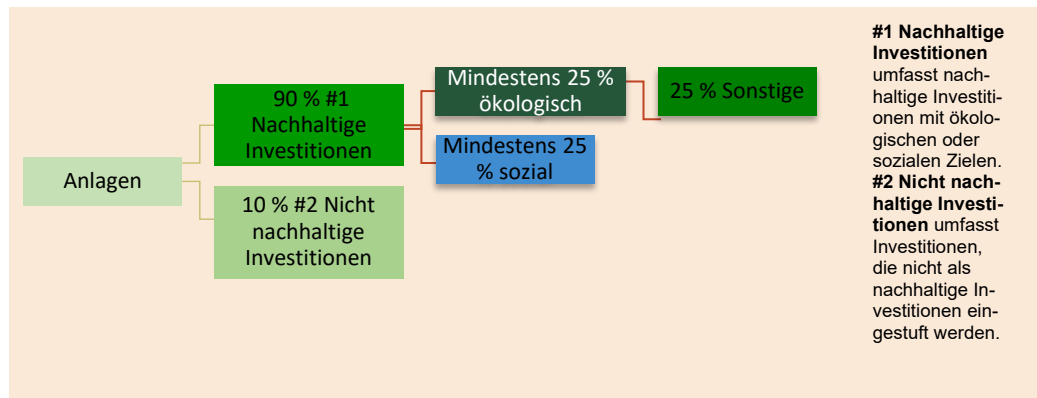 Anlagen
90 % #1
Nachhaltige
Investitionen
10 % #2 Nicht
nachhaltige
Investitionen
Mindestens 25 %
ökologisch
Mindestens 25
% sozial
25 % Sonstige
#1 Nachhaltige
Investitionen
umfasst nach-
haltige Investiti-
onen mit ökolo-
gischen oder
sozialen Zielen.
#2 Nicht nach-
haltige Investi-
tionen umfasst
Investitionen,
die nicht als
nachhaltige In-
vestitionen ein-
gestuft werden.